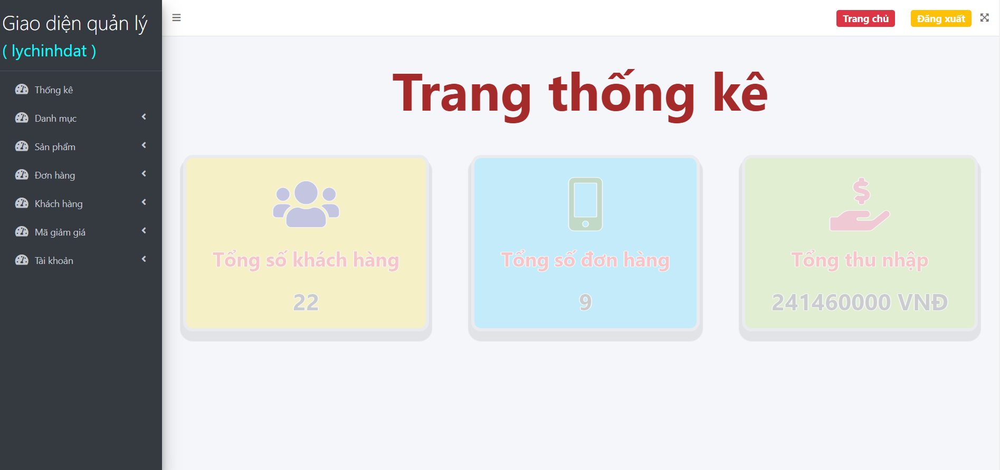 Giao diện quản lý
( lychinhdat )
Thống kê
Danh mục
Sản phẩm
Đơn hàng
Khách hàng
Mã giảm giá
Tài khoản
Trang chủ
Đăng xuất
Trang thống kê
Tổng số khách hàng
22
Tổng số đơn hàng
9
Tổng thu nhập
241460000 VNĐ